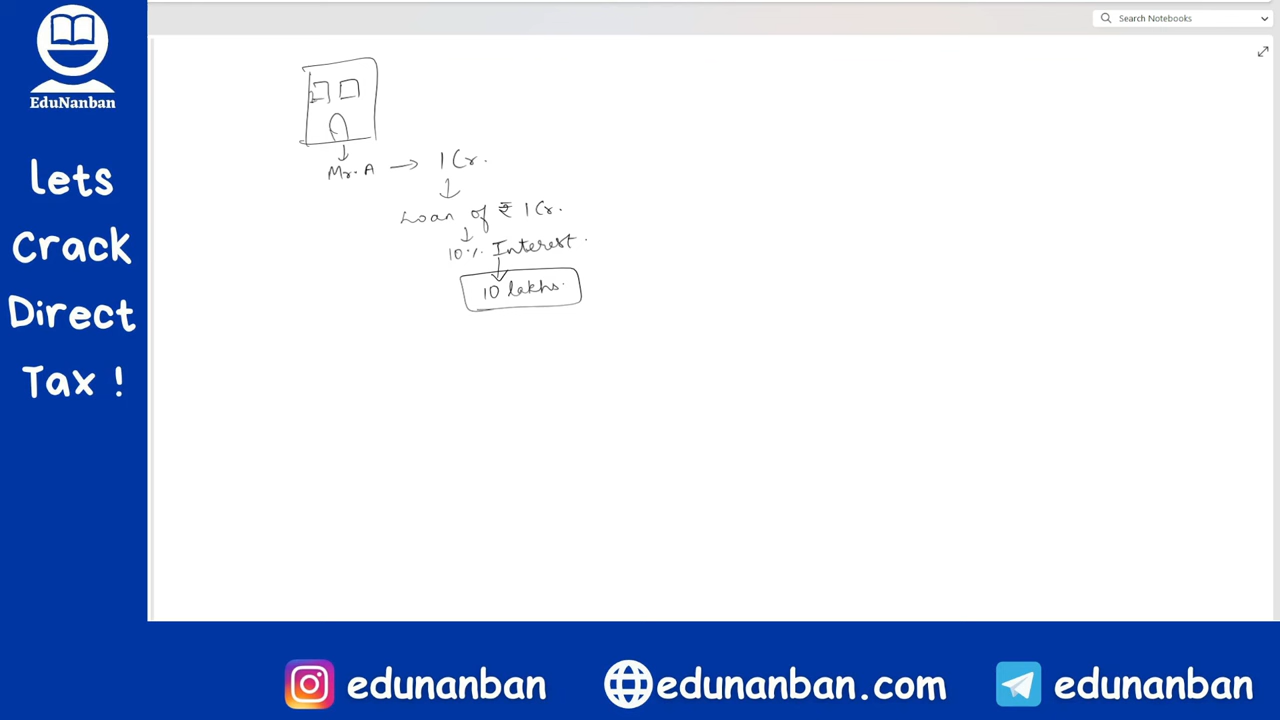 EduNanban
lets
Crack
Direct
Tax !
Search Notebooks
Mr. A → 1 Cr.
Loan of ₹ 1 Cr.
10% Interest.
10 lakhs.
edunanban
edunanban.com
edunanban